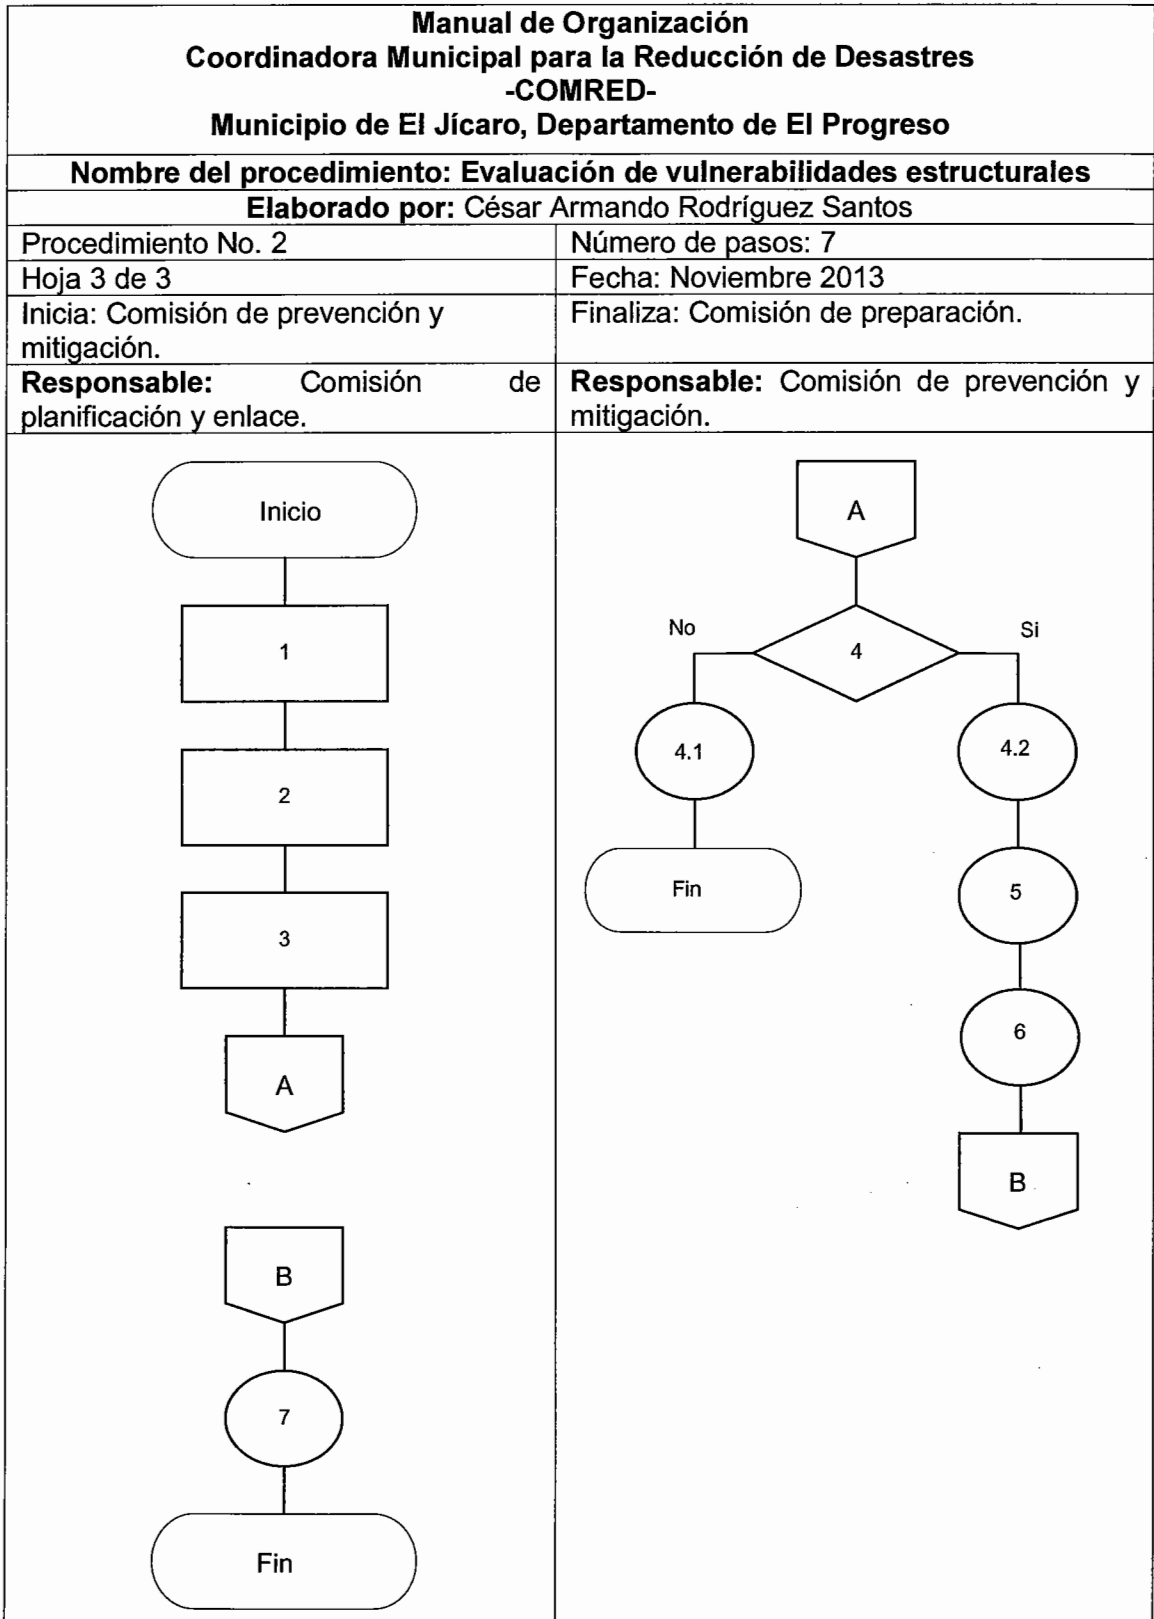 Manual de Organización
Coordinadora Municipal para la Reducción de Desastres
-COMRED-
Municipio de El Jícaro, Departamento de El Progreso
Nombre del procedimiento: Evaluación de vulnerabilidades estructurales
Elaborado por: César Armando Rodríguez Santos
Procedimiento No. 2
Número de pasos: 7
Hoja 3 de 3
Fecha: Noviembre 2013
Inicia: Comisión de prevención y
mitigación.
Finaliza: Comisión de preparación.
Responsable: Comisión de
planificación y enlace.
Responsable: Comisión de prevención y
mitigación.
Inicio
1
2
3
A
B
7
Fin
A
No
4
Si
4.1
4.2
Fin
5
6
B